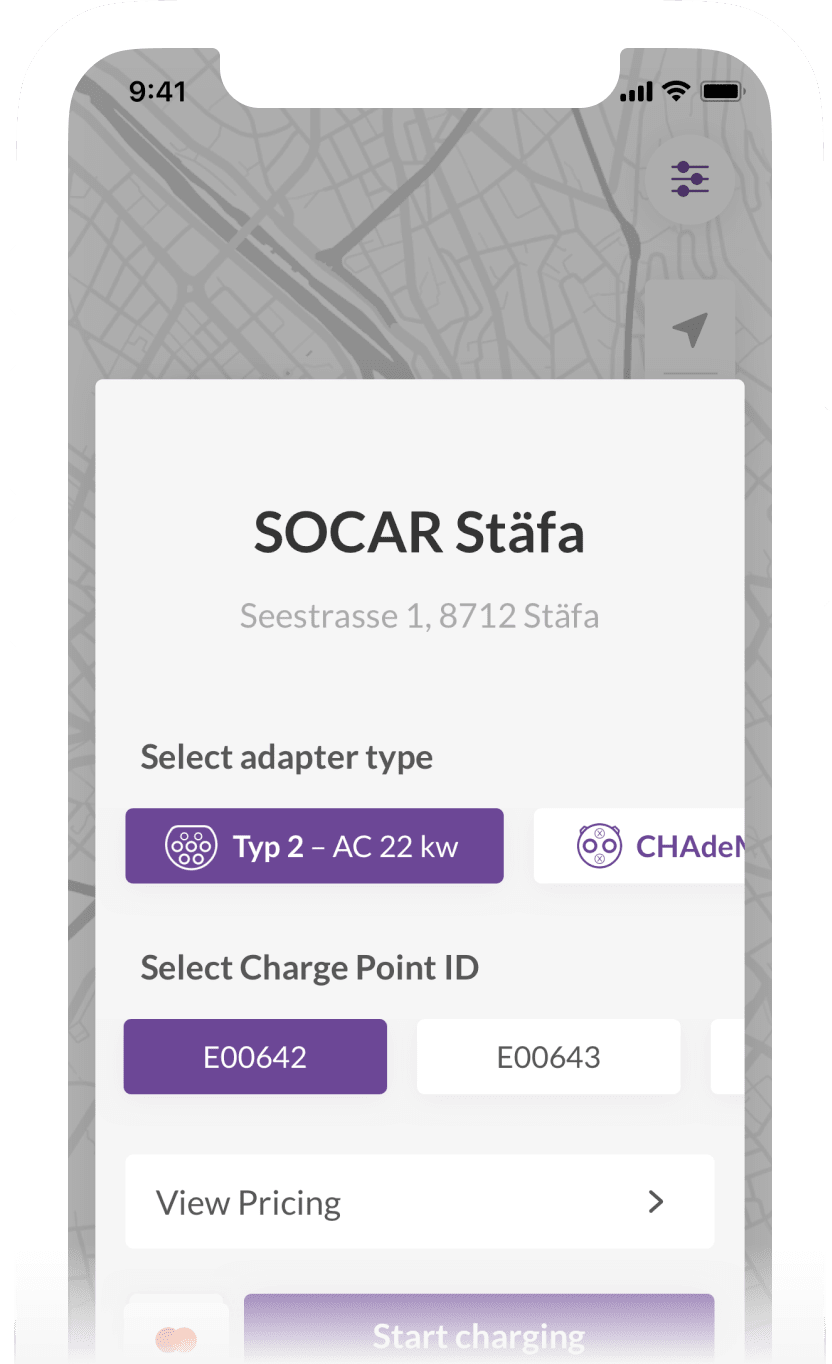 9:41
SOCAR Stäfa
Seestrasse 1, 8712 Stäfa
Select adapter type
Typ 2 – AC 22 kw
Select Charge Point ID
E00642
E00643
View Pricing
Start charging